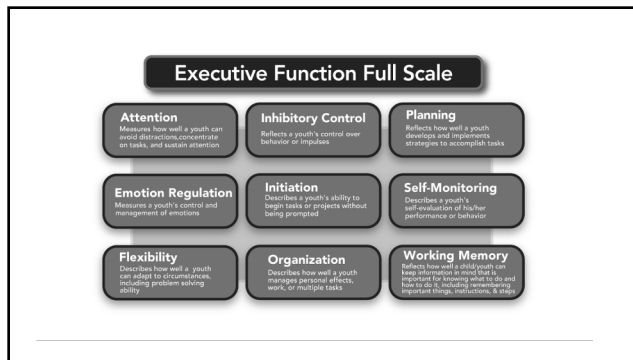 Executive Function Full Scale
Attention
Measures how well a youth can
avoid distractions,concentrate
on tasks, and sustain attention
Inhibitory Control
Reflects a youth's control over
behavior or impulses
Planning
Reflects how well a youth
develops and implements
strategies to accomplish tasks
Emotion Regulation
Measures a youth's control and
management of emotions
Initiation
Describes a youth's ability to
begin tasks or projects without
being prompted
Self-Monitoring
Describes a youth's
self-evaluation of his/her
performance or behavior
Flexibility
Describes how well a youth
can adapt to circumstances,
including problem solving
ability
Organization
Describes how well a youth
manages personal effects,
work, or multiple tasks
Working Memory
Reflects how well a child/youth can
keep information in mind that is
important for knowing what to do and
how to do it, including remembering
important things, instructions, & steps